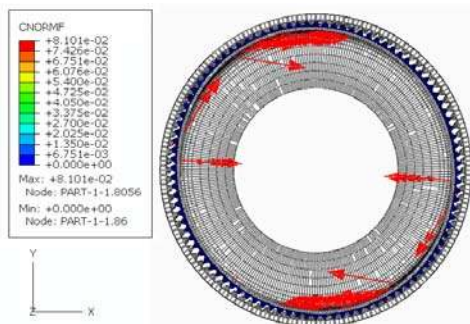 CNORMF
+8.101e-02
+7.426e-02
+6.751e-02
+6.076e-02
+5.400e-02
+4.725e-02
+4.050e-02
+3.375e-02
+2.700e-02
+2.025e-02
+1.350e-02
+6.751e-03
+0.000e+00
Max: +8.101e-02
Node: PART-1-1.8056
Min: +0.000e+00
Node: PART-1-1.86
Y
Z
X